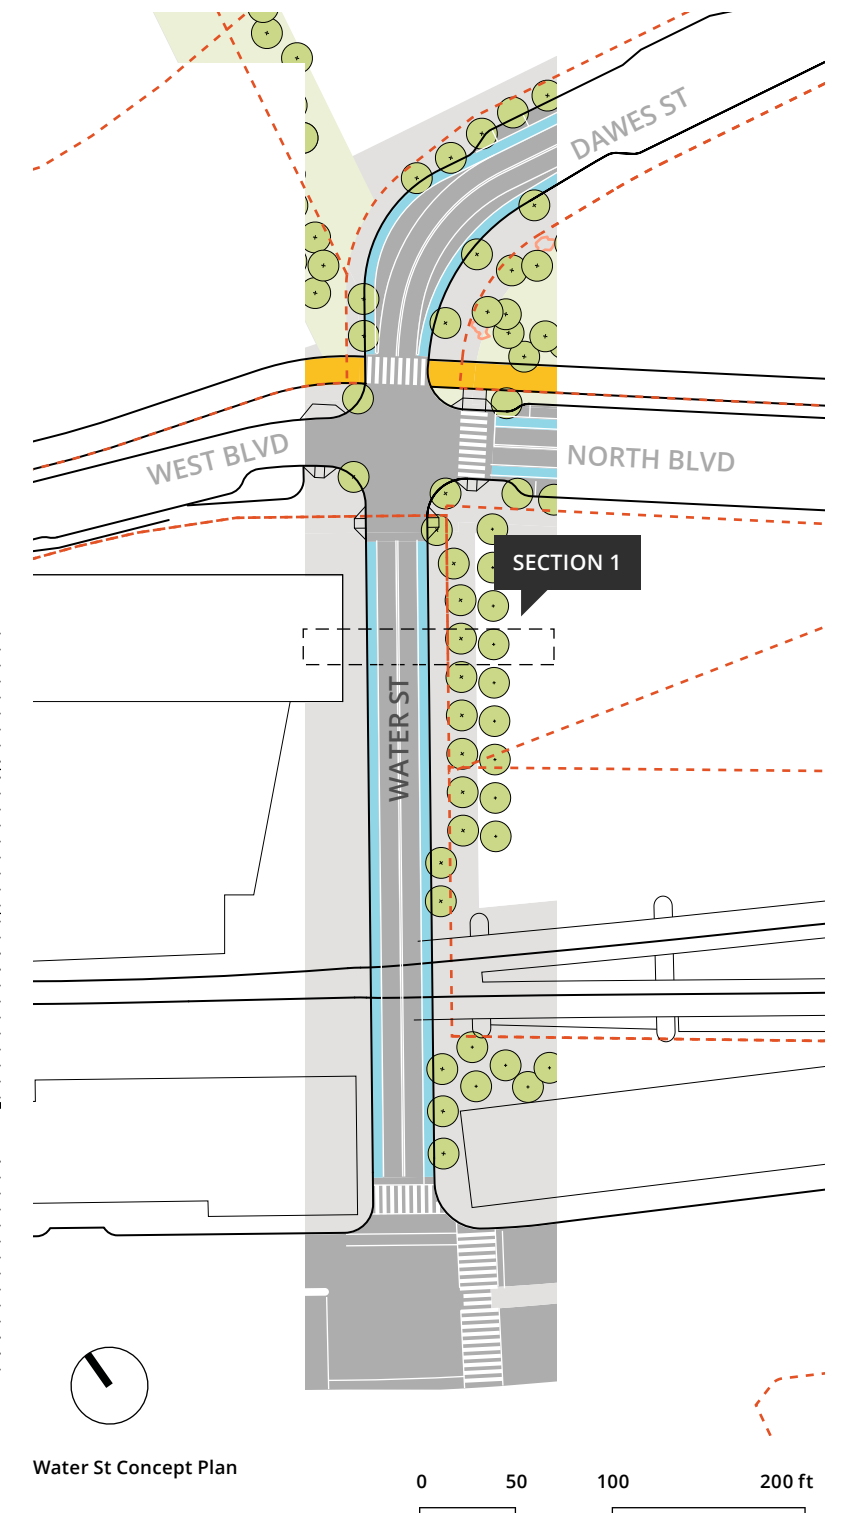 DAWES ST
WEST BLVD
NORTH BLVD
SECTION 1
WATER ST
Water St Concept Plan
0 50 100 200 ft